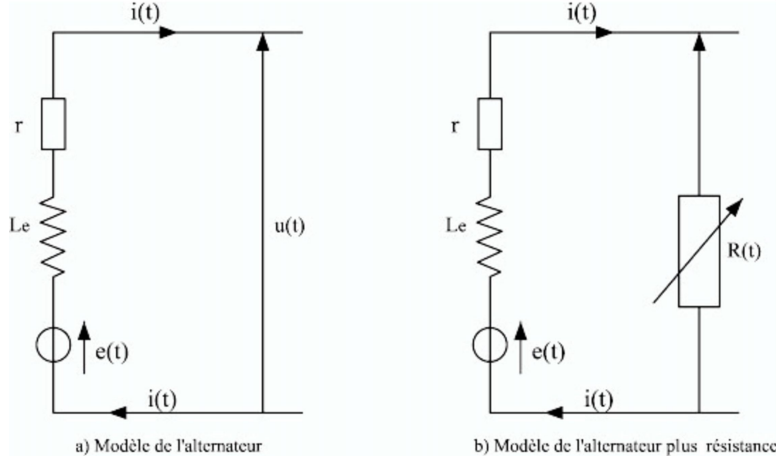 i(t)
r
Le
u(t)
e(t)
i(t)
a) Modèle de l'alternateur
i(t)
r
Le
R(t)
e(t)
i(t)
b) Modèle de l'alternateur plus résistance